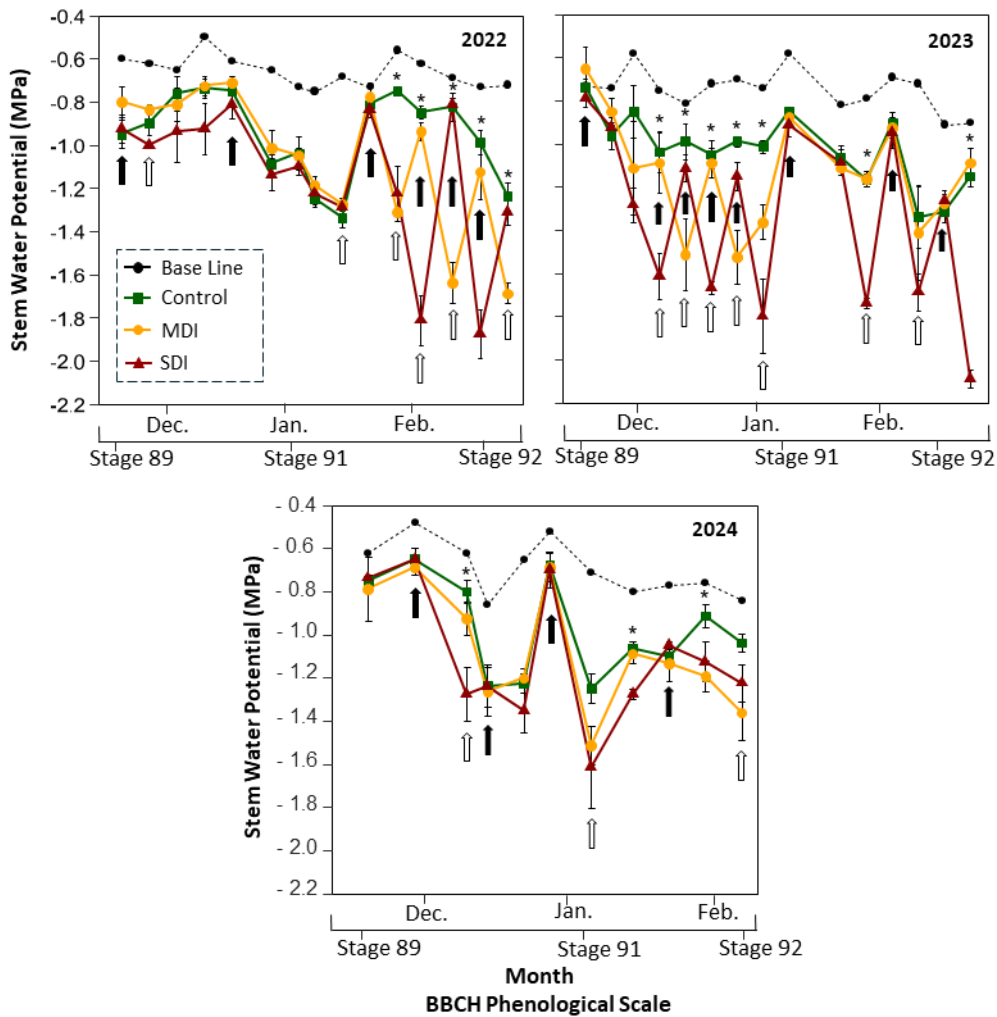 2022
Stem Water Potential (MPa)
-0.4
-0.6
-0.8
-1.0
-1.2
-1.4
-1.6
-1.8
-2.0
-2.2
* * * * * *
Base Line
Control
MDI
SDI
Dec. Jan. Feb.
Stage 89 Stage 91 Stage 92
2023
* * * * * * *
Dec. Jan. Feb.
Stage 89 Stage 91 Stage 92
2024
Stem Water Potential (MPa)
- 0.4
- 0.6
- 0.8
- 1.0
- 1.2
- 1.4
- 1.6
- 1.8
- 2.0
- 2.2
* * *
Dec. Jan. Feb.
Stage 89 Stage 91 Stage 92
Month
BBCH Phenological Scale